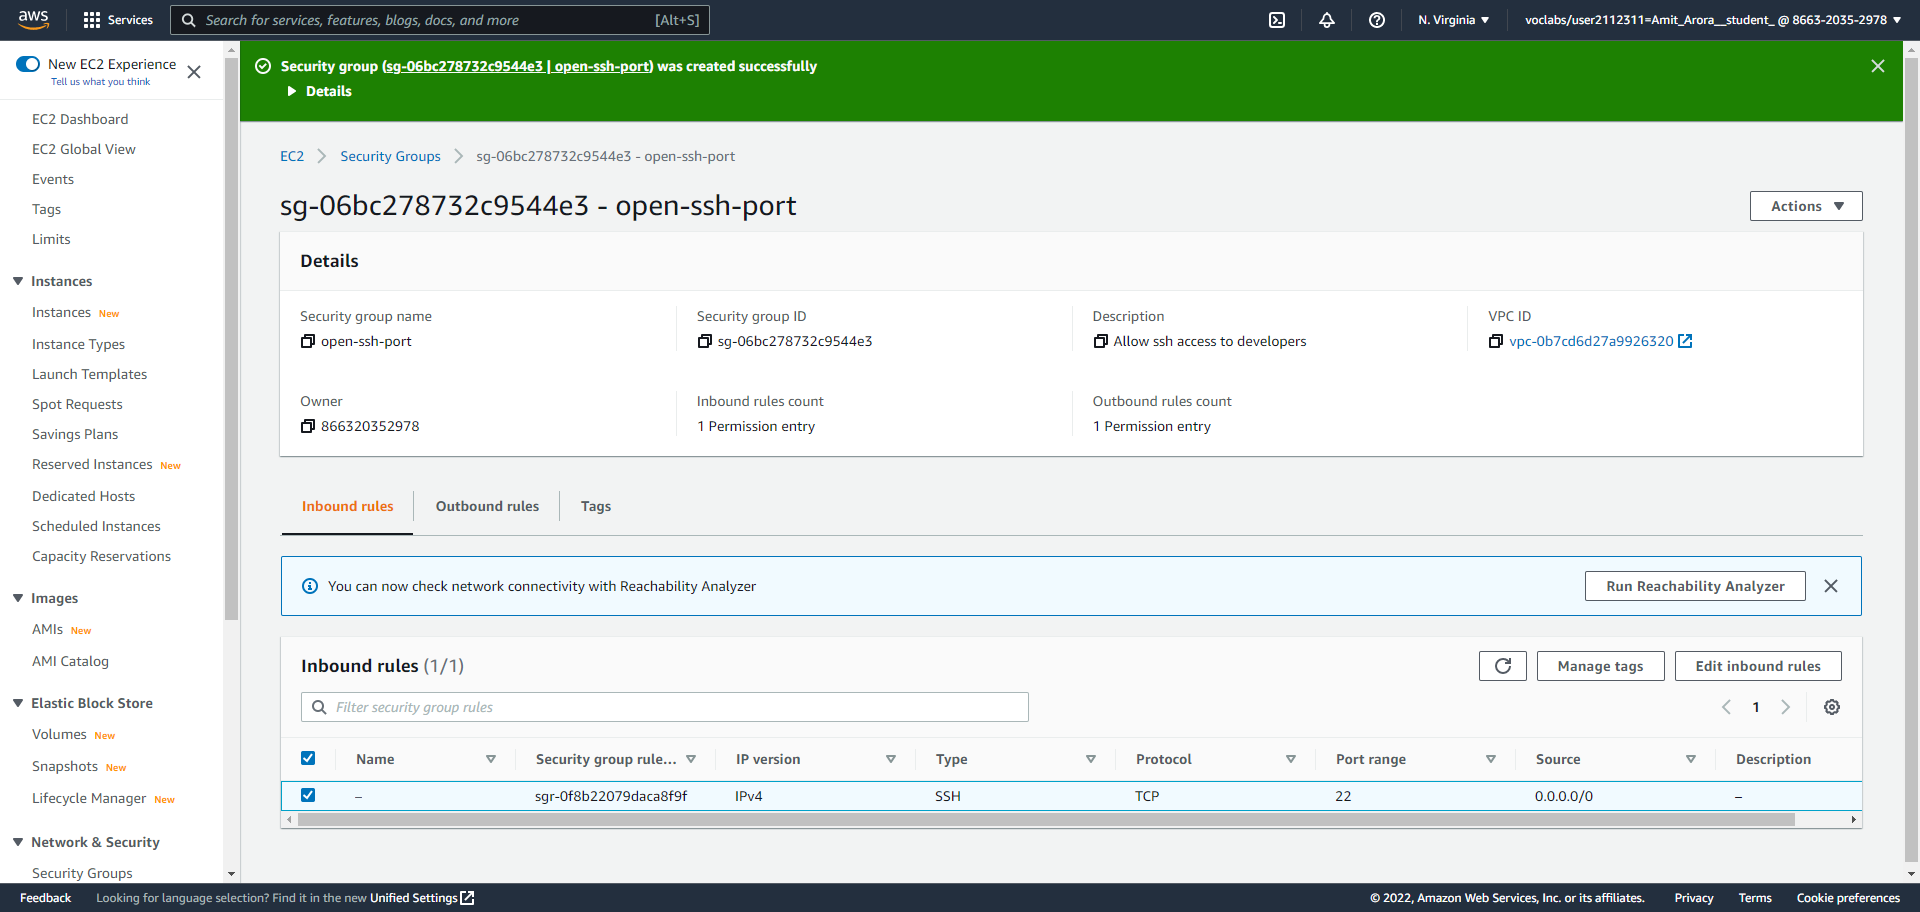 aws
Services
Search for services, features, blogs, docs, and more
[Alt+S]
N. Virginia
voclabs/user2112311=Amit_Arora__student_ @ 8663-2035-2978
New EC2 Experience
Tell us what you think
EC2 Dashboard
EC2 Global View
Events
Tags
Limits
Instances
Instances New
Instance Types
Launch Templates
Spot Requests
Savings Plans
Reserved Instances New
Dedicated Hosts
Scheduled Instances
Capacity Reservations
Images
AMIs New
AMI Catalog
Elastic Block Store
Volumes New
Snapshots New
Lifecycle Manager New
Network & Security
Security Groups
Security group (sg-06bc278732c9544e3 | open-ssh-port) was created successfully
Details
EC2 Security Groups sg-06bc278732c9544e3 - open-ssh-port
sg-06bc278732c9544e3 - open-ssh-port
Actions
Details
Security group name
open-ssh-port
Security group ID
sg-06bc278732c9544e3
Description
Allow ssh access to developers
VPC ID
vpc-0b7cd6d27a9926320
Owner
866320352978
Inbound rules count
1 Permission entry
Outbound rules count
1 Permission entry
Inbound rules Outbound rules Tags
You can now check network connectivity with Reachability Analyzer
Run Reachability Analyzer
Inbound rules (1/1)
Manage tags
Edit inbound rules
Filter security group rules
1
Name Security group rule... IP version Type Protocol Port range Source Description
– sgr-0f8b22079daca8f9f IPv4 SSH TCP 22 0.0.0.0/0 –
Feedback Looking for language selection? Find it in the new Unified Settings
© 2022, Amazon Web Services, Inc. or its affiliates. Privacy Terms Cookie preferences